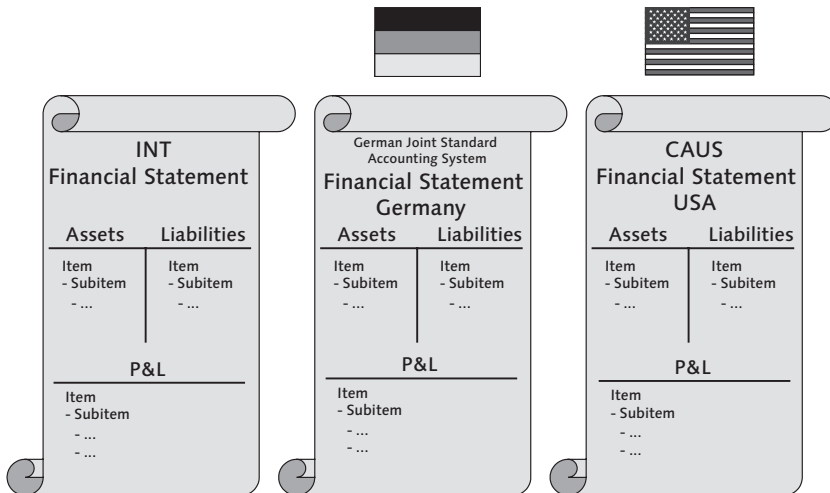 INT
Financial Statement
Assets Liabilities
Item
- Subitem
- ...
Item
- Subitem
- ...
P&L
Item
- Subitem
- ...
- ...
German Joint Standard
Accounting System
Financial Statement
Germany
Assets Liabilities
Item
- Subitem
- ...
Item
- Subitem
- ...
P&L
Item
- Subitem
- ...
- ...
CAUS
Financial Statement
USA
Assets Liabilities
Item
- Subitem
- ...
Item
- Subitem
- ...
P&L
Item
- Subitem
- ...
- ...